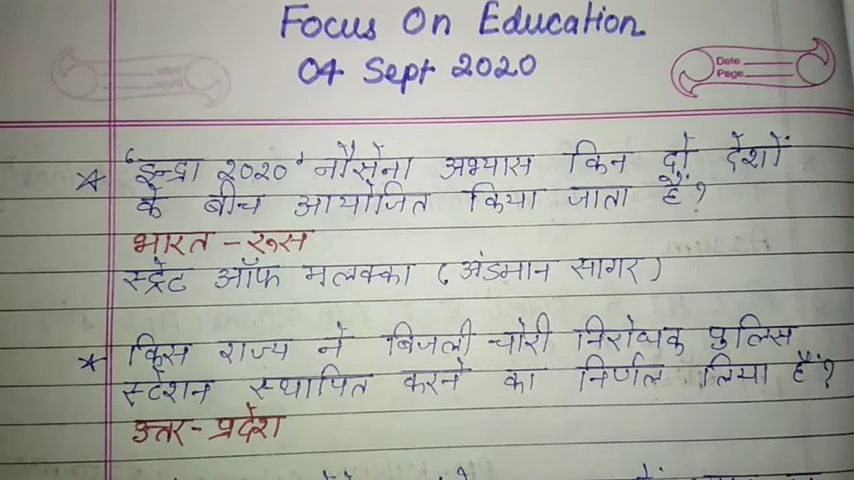 Focus On Education
04 Sept 2020
Date
Page
★ 'इन्द्रा 2020' नौसेना अभ्यास किन दो देशों
के बीच आयोजित किया जाता है?
भारत - रूस
स्ट्रेट ऑफ मलक्का (अंडमान सागर)
★ किस राज्य ने बिजली चोरी निरोधक पुलिस
स्टेशन स्थापित करने का निर्णल लिया है?
उत्तर-प्रदेश